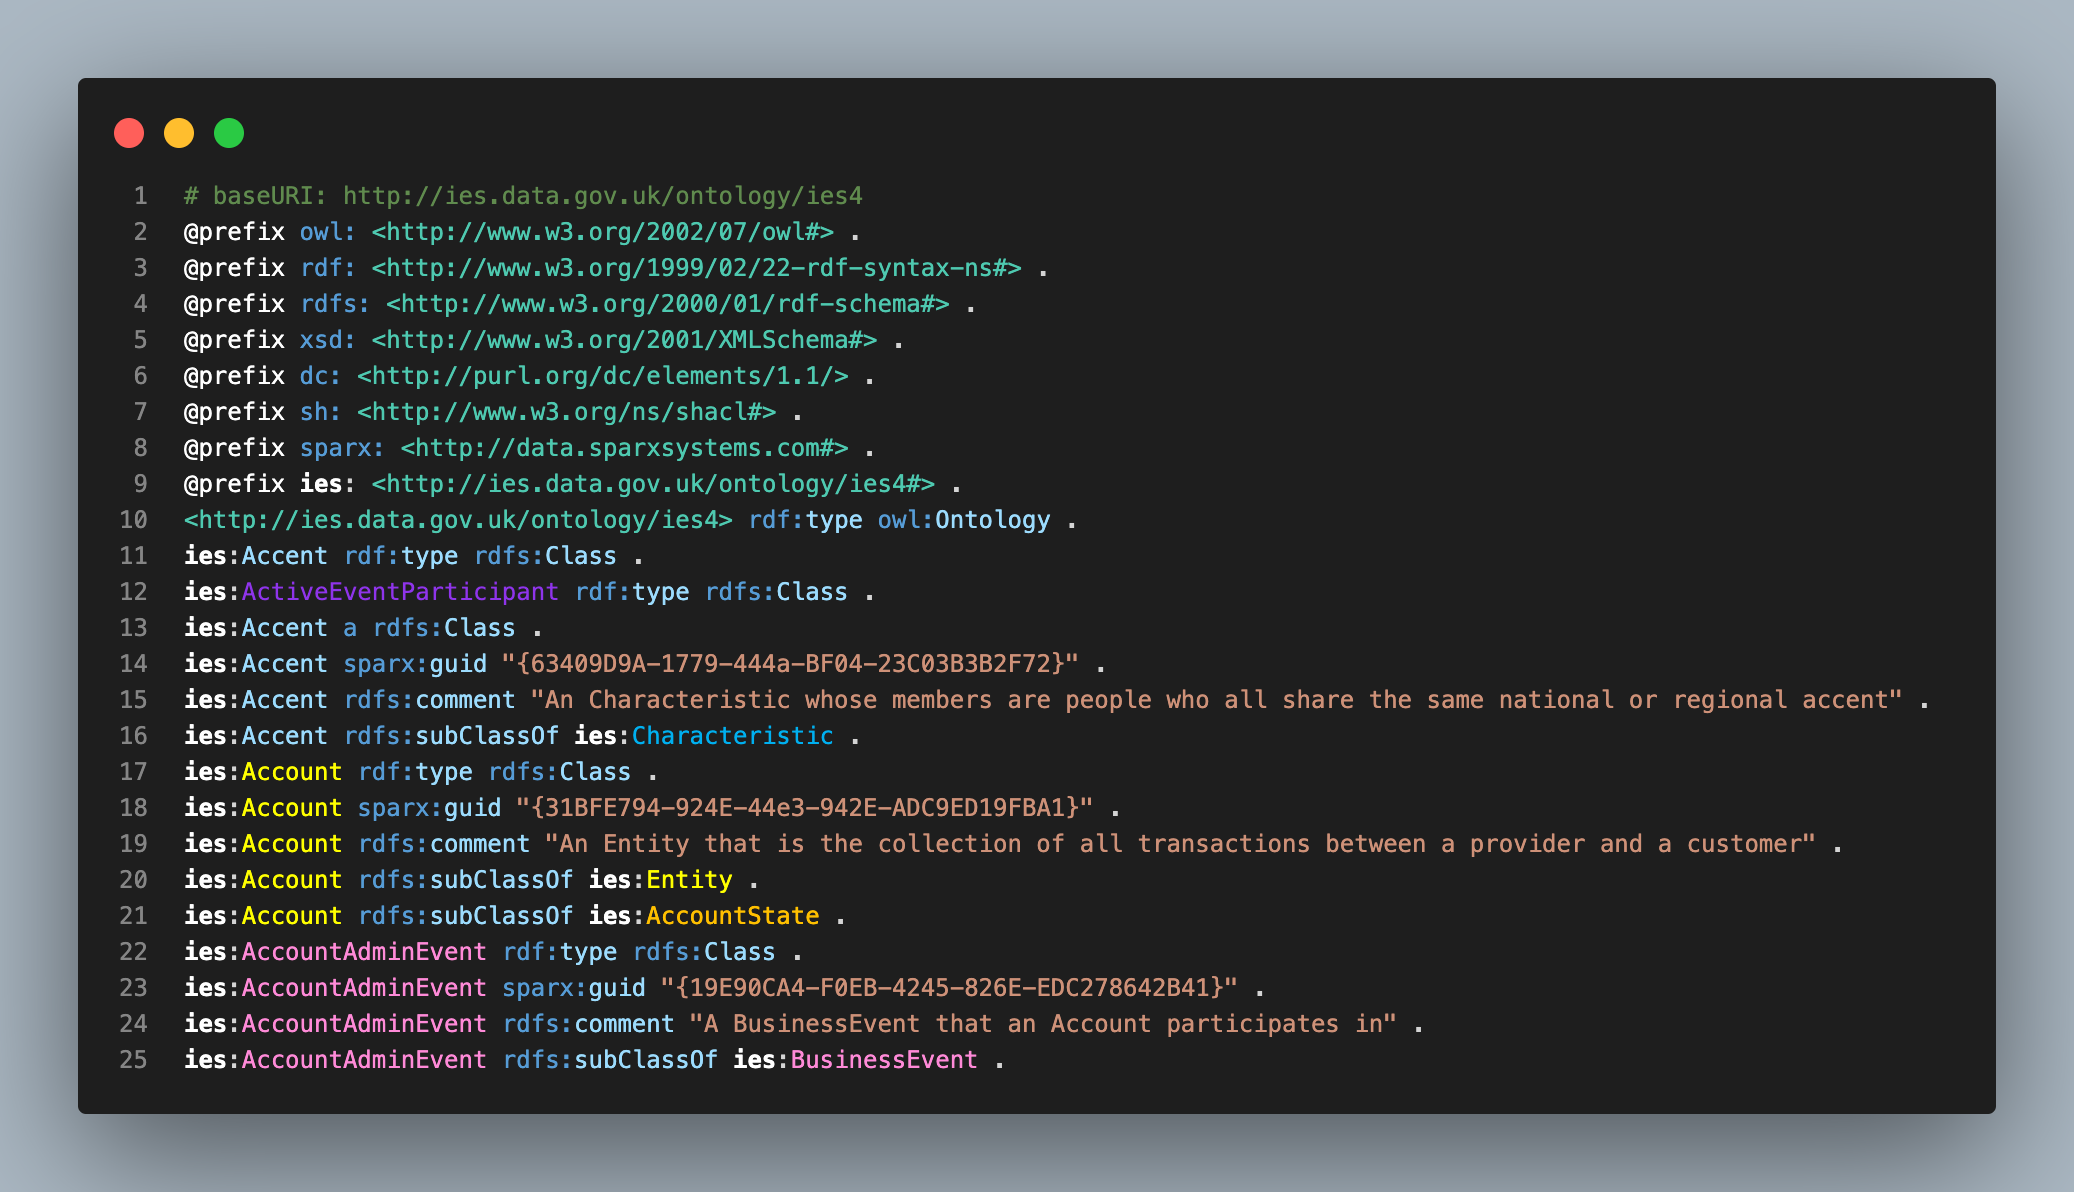 1 # baseURI: http://ies.data.gov.uk/ontology/ies4
2 @prefix owl: <http://www.w3.org/2002/07/owl#> .
3 @prefix rdf: <http://www.w3.org/1999/02/22-rdf-syntax-ns#> .
4 @prefix rdfs: <http://www.w3.org/2000/01/rdf-schema#> .
5 @prefix xsd: <http://www.w3.org/2001/XMLSchema#> .
6 @prefix dc: <http://purl.org/dc/elements/1.1/> .
7 @prefix sh: <http://www.w3.org/ns/shacl#> .
8 @prefix sparx: <http://data.sparxsystems.com#> .
9 @prefix ies: <http://ies.data.gov.uk/ontology/ies4#> .
10 <http://ies.data.gov.uk/ontology/ies4> rdf:type owl:Ontology .
11 ies:Accent rdf:type rdfs:Class .
12 ies:ActiveEventParticipant rdf:type rdfs:Class .
13 ies:Accent a rdfs:Class .
14 ies:Accent sparx:guid "{63409D9A-1779-444a-BF04-23C03B3B2F72}" .
15 ies:Accent rdfs:comment "An Characteristic whose members are people who all share the same national or regional accent" .
16 ies:Accent rdfs:subClassOf ies:Characteristic .
17 ies:Account rdf:type rdfs:Class .
18 ies:Account sparx:guid "{31BFE794-924E-44e3-942E-ADC9ED19FBA1}" .
19 ies:Account rdfs:comment "An Entity that is the collection of all transactions between a provider and a customer" .
20 ies:Account rdfs:subClassOf ies:Entity .
21 ies:Account rdfs:subClassOf ies:AccountState .
22 ies:AccountAdminEvent rdf:type rdfs:Class .
23 ies:AccountAdminEvent sparx:guid "{19E90CA4-F0EB-4245-826E-EDC278642B41}" .
24 ies:AccountAdminEvent rdfs:comment "A BusinessEvent that an Account participates in" .
25 ies:AccountAdminEvent rdfs:subClassOf ies:BusinessEvent .